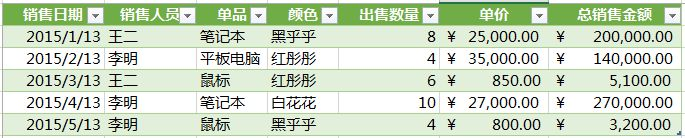 销售日期 销售人员 单品 颜色 出售数量 单价 总销售金额
2015/1/13 王二 笔记本 黑乎乎 8 ¥ 25,000.00 ¥ 200,000.00
2015/2/13 李明 平板电脑 红彤彤 4 ¥ 35,000.00 ¥ 140,000.00
2015/3/13 王二 鼠标 红彤彤 6 ¥ 850.00 ¥ 5,100.00
2015/4/13 李明 笔记本 白花花 10 ¥ 27,000.00 ¥ 270,000.00
2015/5/13 李明 鼠标 黑乎乎 4 ¥ 800.00 ¥ 3,200.00